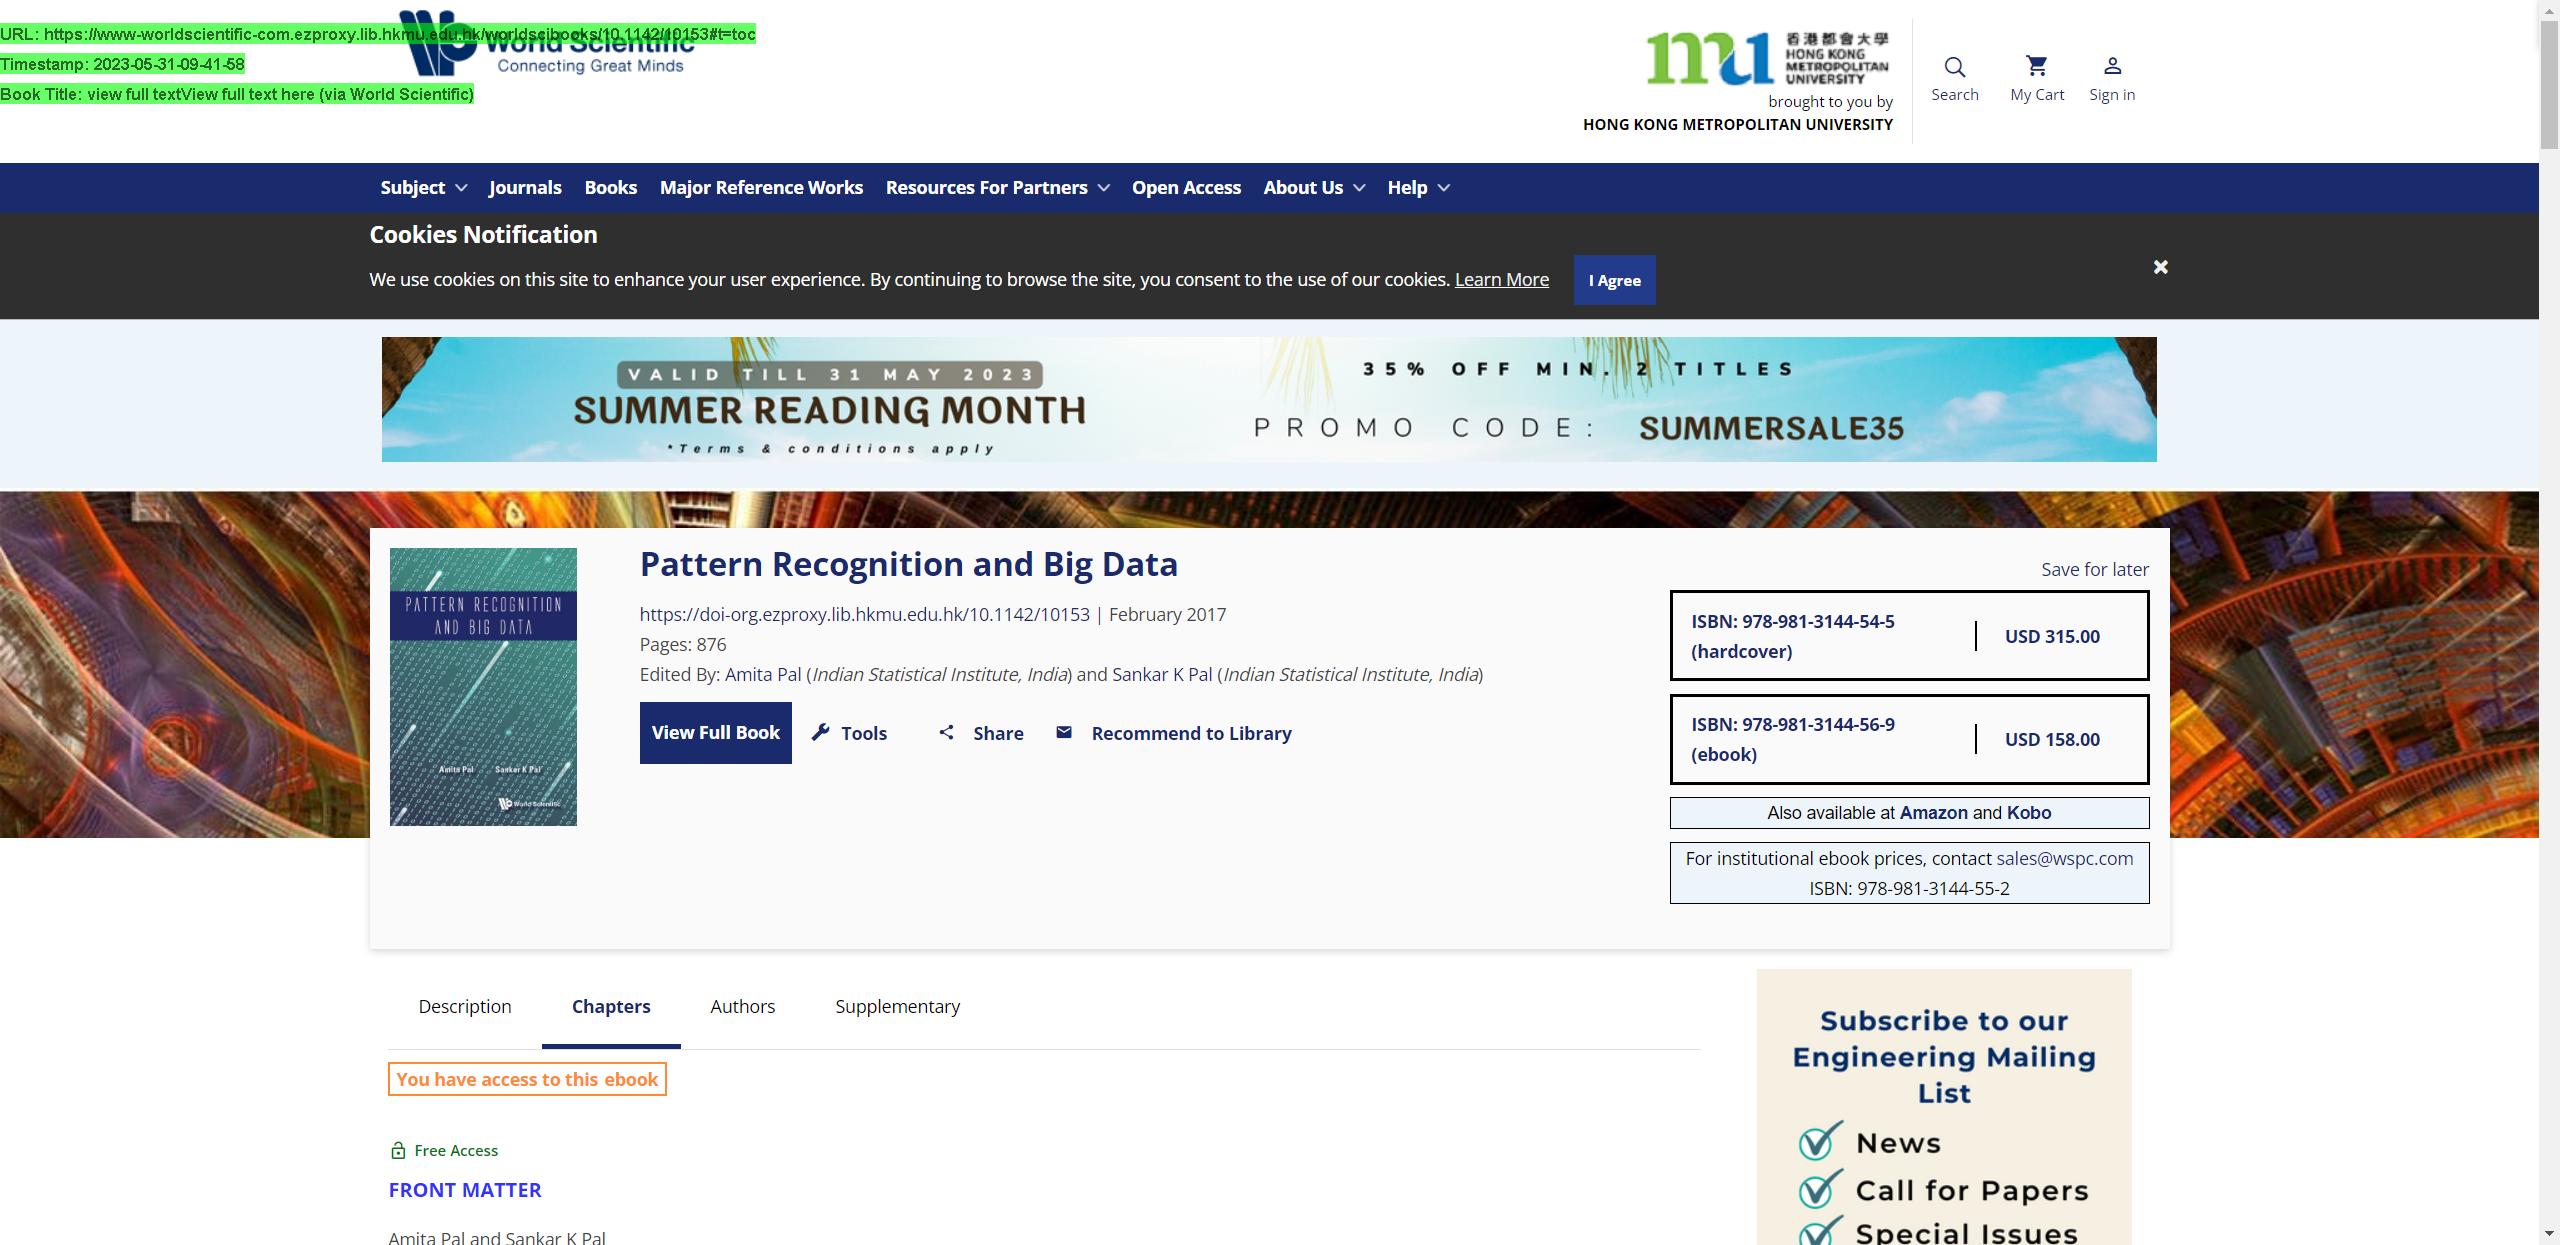 URL: https://www-worldscientific-com.ezproxy.lib.hkmu.edu.hk/worldscibooks/10.1142/10153#t=toc
Timestamp: 2023-05-31-09-41-58
Book Title: view full textView full text here (via World Scientific)
World Scientific
Connecting Great Minds
香港都會大學
HONG KONG
METROPOLITAN
UNIVERSITY
brought to you by
HONG KONG METROPOLITAN UNIVERSITY
Search
My Cart
Sign in
Subject Journals Books Major Reference Works Resources For Partners Open Access About Us Help
Cookies Notification
We use cookies on this site to enhance your user experience. By continuing to browse the site, you consent to the use of our cookies. Learn More
I Agree
VALID TILL 31 MAY 2023
SUMMER READING MONTH
*Terms & conditions apply
35% OFF MIN. 2 TITLES
PROMO CODE: SUMMERSALE35
PATTERN RECOGNITION
AND BIG DATA
Amita Pal Sankar K Pal
World Scientific
Pattern Recognition and Big Data
https://doi-org.ezproxy.lib.hkmu.edu.hk/10.1142/10153 | February 2017
Pages: 876
Edited By: Amita Pal (Indian Statistical Institute, India) and Sankar K Pal (Indian Statistical Institute, India)
View Full Book
Tools
Share
Recommend to Library
Save for later
ISBN: 978-981-3144-54-5
(hardcover)
USD 315.00
ISBN: 978-981-3144-56-9
(ebook)
USD 158.00
Also available at Amazon and Kobo
For institutional ebook prices, contact sales@wspc.com
ISBN: 978-981-3144-55-2
Description Chapters Authors Supplementary
You have access to this ebook
Free Access
FRONT MATTER
Amita Pal and Sankar K Pal
Subscribe to our
Engineering Mailing
List
News
Call for Papers
Special Issues